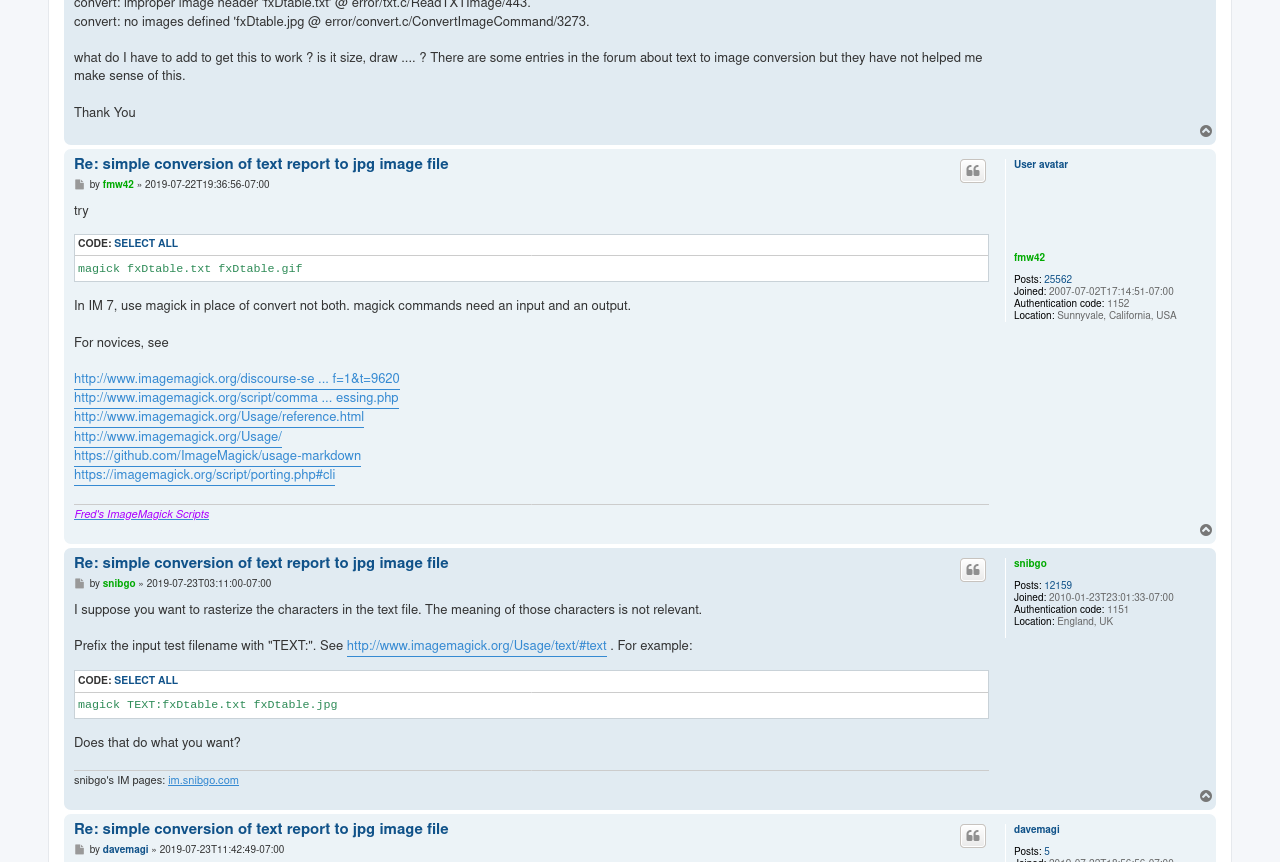 convert: improper image header 'fxDtable.txt' @ error/txt.c/ReadTXTImage/443.
convert: no images defined 'fxDtable.jpg @ error/convert.c/ConvertImageCommand/3273.
what do I have to add to get this to work ? is it size, draw .... ? There are some entries in the forum about text to image conversion but they have not helped me
make sense of this.
Thank You
Re: simple conversion of text report to jpg image file
by fmw42 » 2019-07-22T19:36:56-07:00
try
CODE: SELECT ALL
magick fxDtable.txt fxDtable.gif
In IM 7, use magick in place of convert not both. magick commands need an input and an output.
For novices, see
http://www.imagemagick.org/discourse-se ... f=1&t=9620
http://www.imagemagick.org/script/comma ... essing.php
http://www.imagemagick.org/Usage/reference.html
http://www.imagemagick.org/Usage/
https://github.com/ImageMagick/usage-markdown
https://imagemagick.org/script/porting.php#cli
Fred's ImageMagick Scripts
User avatar
fmw42
Posts: 25562
Joined: 2007-07-02T17:14:51-07:00
Authentication code: 1152
Location: Sunnyvale, California, USA
Re: simple conversion of text report to jpg image file
by snibgo » 2019-07-23T03:11:00-07:00
I suppose you want to rasterize the characters in the text file. The meaning of those characters is not relevant.
Prefix the input test filename with "TEXT:". See http://www.imagemagick.org/Usage/text/#text . For example:
CODE: SELECT ALL
magick TEXT:fxDtable.txt fxDtable.jpg
Does that do what you want?
snibgo's IM pages: im.snibgo.com
snibgo
Posts: 12159
Joined: 2010-01-23T23:01:33-07:00
Authentication code: 1151
Location: England, UK
Re: simple conversion of text report to jpg image file
by davemagi » 2019-07-23T11:42:49-07:00
davemagi
Posts: 5